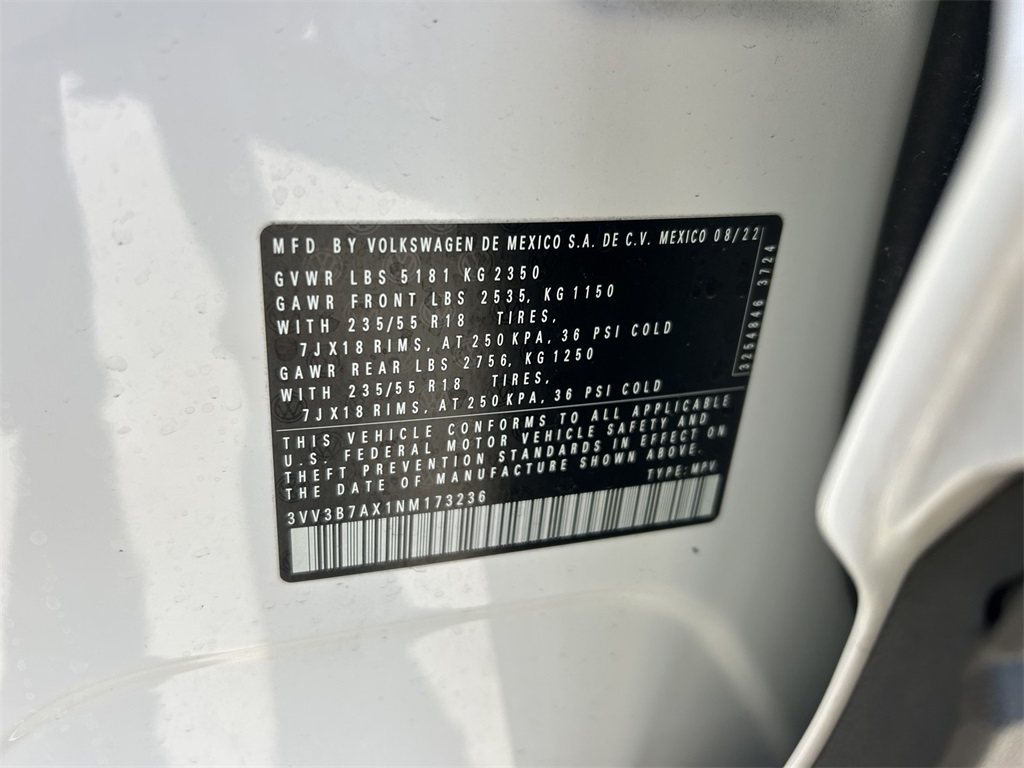 MFD BY VOLKSWAGEN DE MEXICO S.A. DE C.V. MEXICO 08/22
GVWR LBS 5181 KG 2350
GAWR FRONT LBS 2535, KG 1150
WITH 235/55 R18 TIRES,
7JX18 RIMS, AT 250 KPA, 36 PSI COLD
GAWR REAR LBS 2756, KG 1250
WITH 235/55 R18 TIRES,
7JX18 RIMS, AT 250 KPA, 36 PSI COLD
3254846 3724
THIS VEHICLE CONFORMS TO ALL APPLICABLE
U.S. FEDERAL MOTOR VEHICLE SAFETY AND
THEFT PREVENTION STANDARDS IN EFFECT ON
THE DATE OF MANUFACTURE SHOWN ABOVE.
3VV3B7AX1NM173236 TYPE: MPV